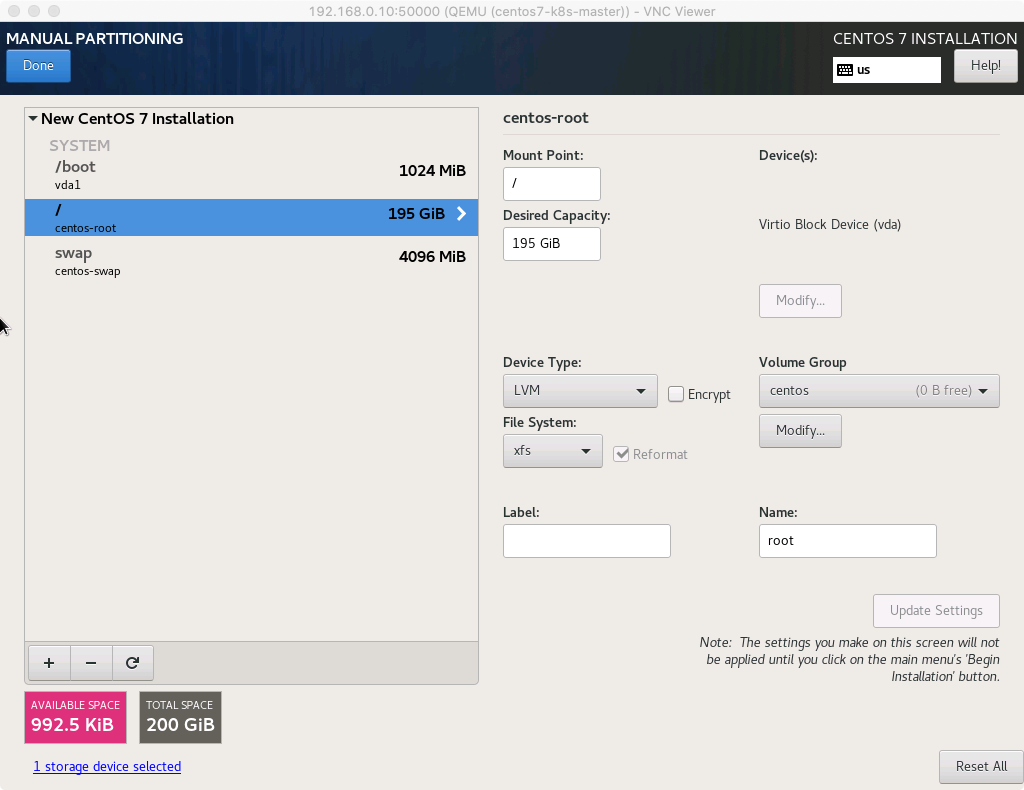 192.168.0.10:50000 (QEMU (centos7-k8s-master)) - VNC Viewer
MANUAL PARTITIONING
CENTOS 7 INSTALLATION
Done
us
Help!
New CentOS 7 Installation
SYSTEM
/boot
1024 MiB
vda1
/
195 GiB
centos-root
swap
4096 MiB
centos-swap
AVAILABLE SPACE
992.5 KiB
TOTAL SPACE
200 GiB
1 storage device selected
centos-root
Mount Point:
/
Desired Capacity:
195 GiB
Device(s):
Virtio Block Device (vda)
Modify...
Device Type:
LVM
Encrypt
Volume Group
centos (0 B free)
Modify...
File System:
xfs
Reformat
Label:
Name:
root
Update Settings
Note: The settings you make on this screen will not
be applied until you click on the main menu's 'Begin
Installation' button.
Reset All